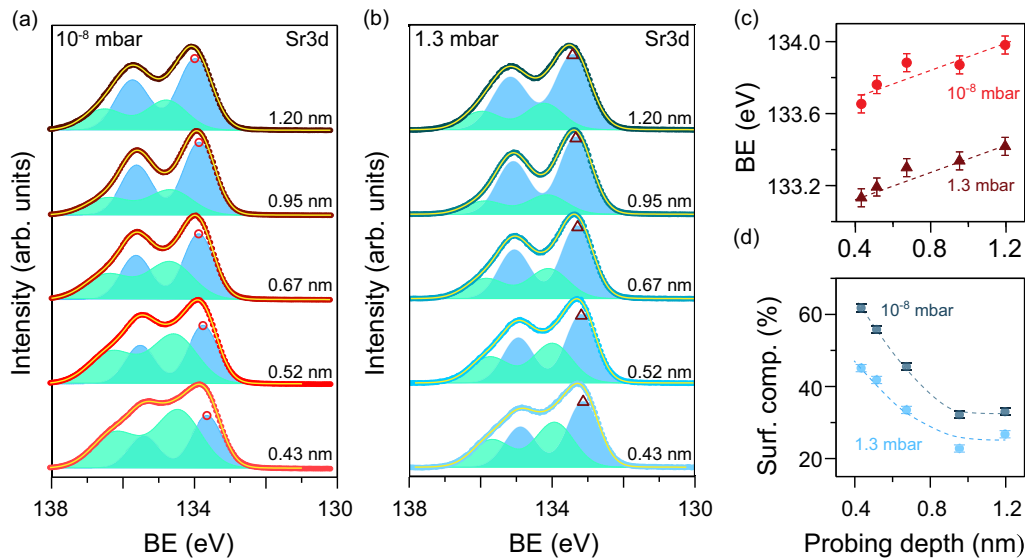 (a)
10⁻⁸ mbar
Sr3d
1.20 nm
0.95 nm
0.67 nm
0.52 nm
0.43 nm
138
134
130
BE (eV)
Intensity (arb. units)
(b)
1.3 mbar
Sr3d
1.20 nm
0.95 nm
0.67 nm
0.52 nm
0.43 nm
138
134
130
BE (eV)
Intensity (arb. units)
(c)
134.0
133.6
133.2
BE (eV)
10⁻⁸ mbar
1.3 mbar
0.4
0.8
1.2
(d)
60
40
20
Surf. comp. (%)
10⁻⁸ mbar
1.3 mbar
0.4
0.8
1.2
Probing depth (nm)